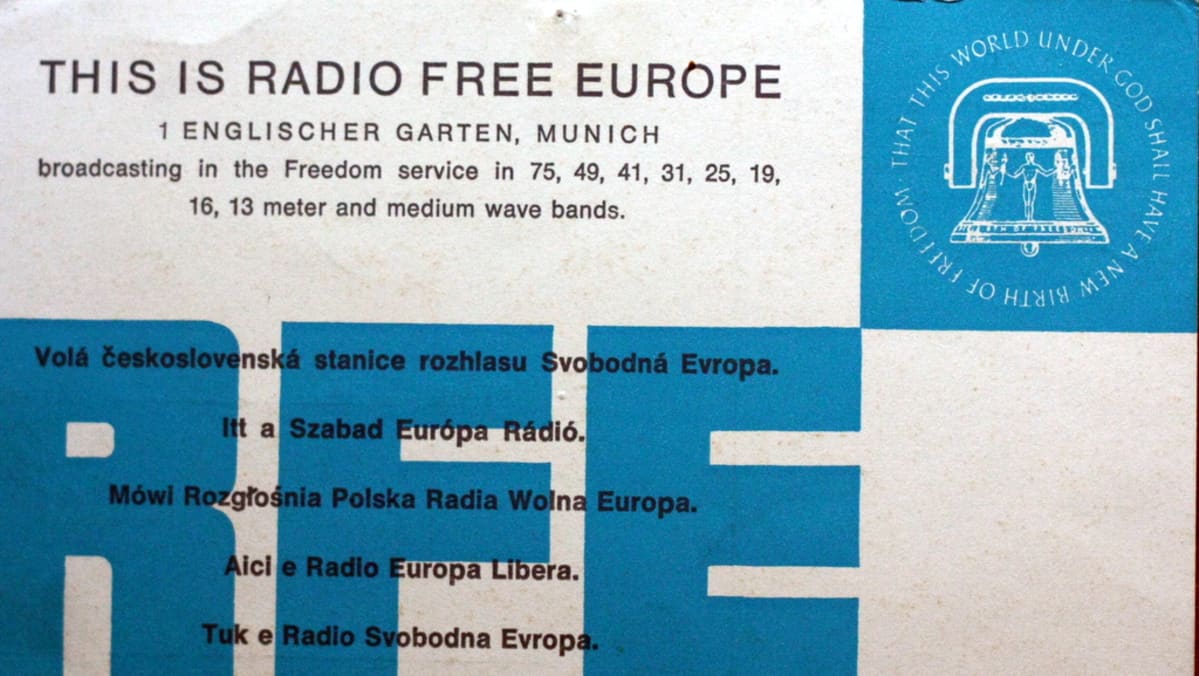 THIS IS RADIO FREE EUROPE
1 ENGLISCHER GARTEN, MUNICH
broadcasting in the Freedom service in 75, 49, 41, 31, 25, 19,
16, 13 meter and medium wave bands.
THAT THIS WORLD UNDER GOD SHALL HAVE A NEW BIRTH OF FREEDOM
RTH OF FREEDOM
RFE
Volá československá stanice rozhlasu Svobodná Evropa.
Itt a Szabad Európa Rádió.
Mówi Rozgłośnia Polska Radia Wolna Europa.
Aici e Radio Europa Libera.
Tuk e Radio Svobodna Evropa.